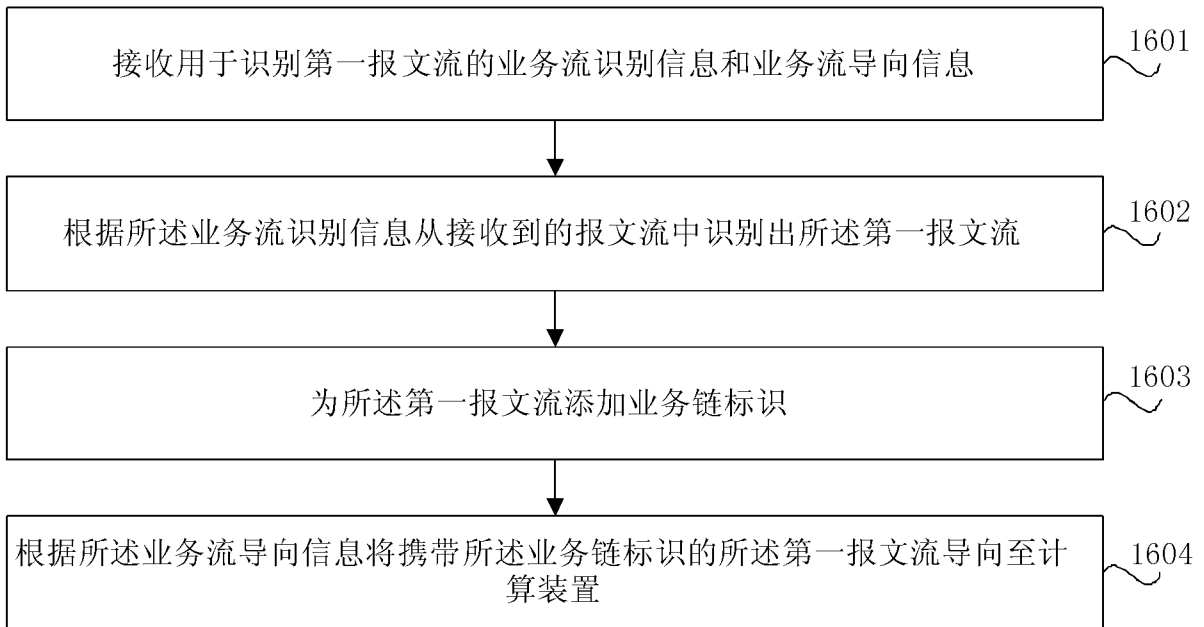 接收用于识别第一报文流的业务流识别信息和业务流导向信息
1601
根据所述业务流识别信息从接收到的报文流中识别出所述第一报文流
1602
为所述第一报文流添加业务链标识
1603
根据所述业务流导向信息将携带所述业务链标识的所述第一报文流导向至计
算装置
1604